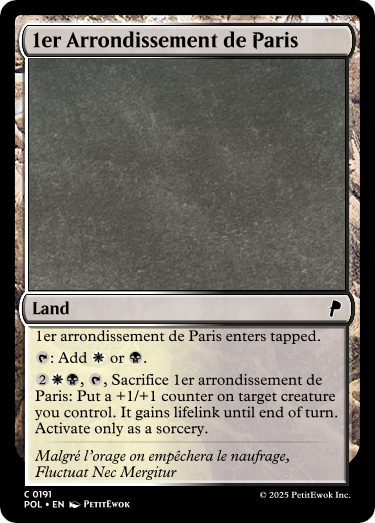 1er Arrondissement de Paris
Land
1er arrondissement de Paris enters tapped.
: Add or .
2 , , Sacrifice 1er arrondissement de
Paris: Put a +1/+1 counter on target creature
you control. It gains lifelink until end of turn.
Activate only as a sorcery.
Malgré l'orage on empêchera le naufrage,
Fluctuat Nec Mergitur
C 0191
POL • EN PetitEwok
© 2025 PetitEwok Inc.